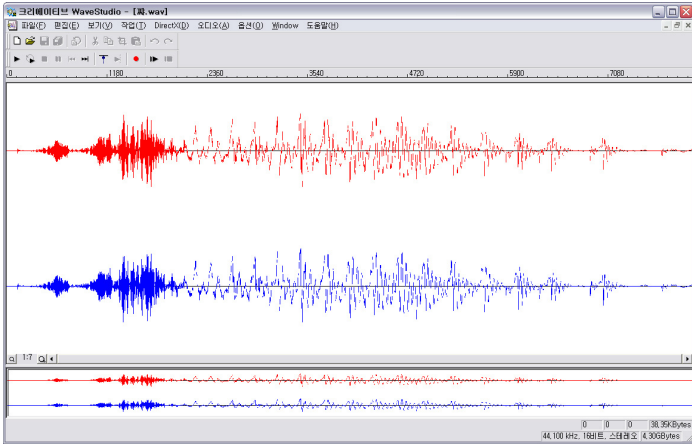 크리에이티브 WaveStudio - [짜.wav]
파일(F) 편집(E) 보기(V) 작업(T) DirectX(D) 오디오(A) 옵션(O) Window 도움말(H)
0 1180 2360 3540 4720 5900 7080
1:7
0 0 0 38,35KBytes
44,100 kHz, 16비트, 스테레오 4,30GBytes